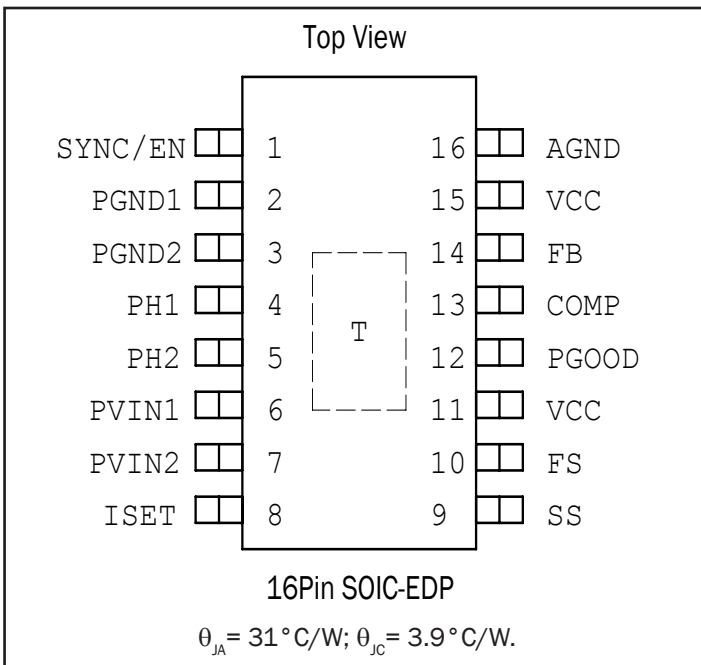 Top View
SYNC/EN 1 16 AGND
PGND1 2 15 VCC
PGND2 3 14 FB
PH1 4 13 COMP
T
PH2 5 12 PGOOD
PVIN1 6 11 VCC
PVIN2 7 10 FS
ISET 8 9 SS
16Pin SOIC-EDP
θJA= 31°C/W; θJC= 3.9°C/W.